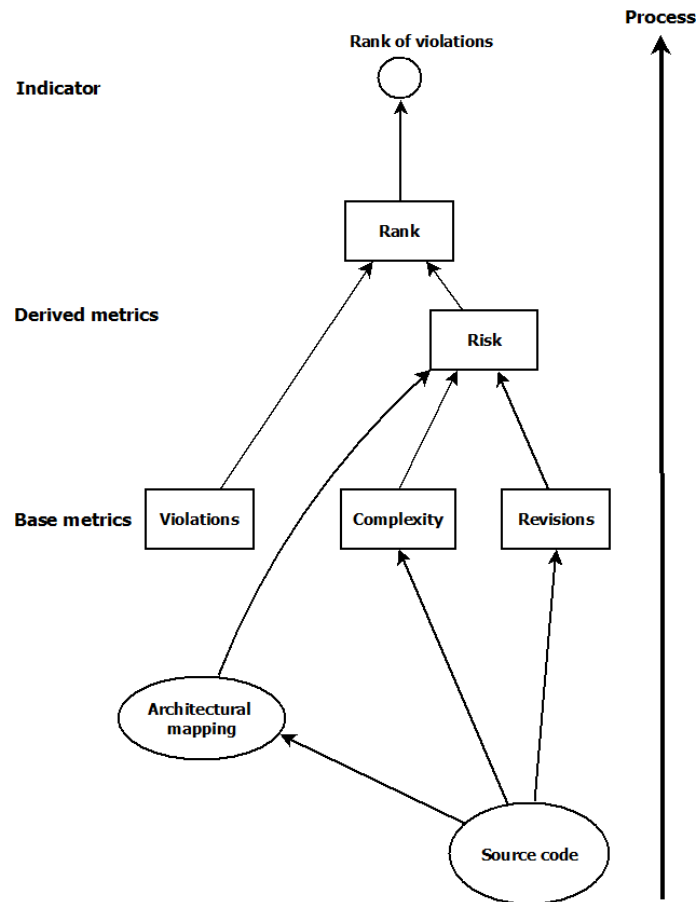 Process
Rank of violations
Indicator
Rank
Derived metrics
Risk
Base metrics
Violations
Complexity
Revisions
Architectural
mapping
Source code